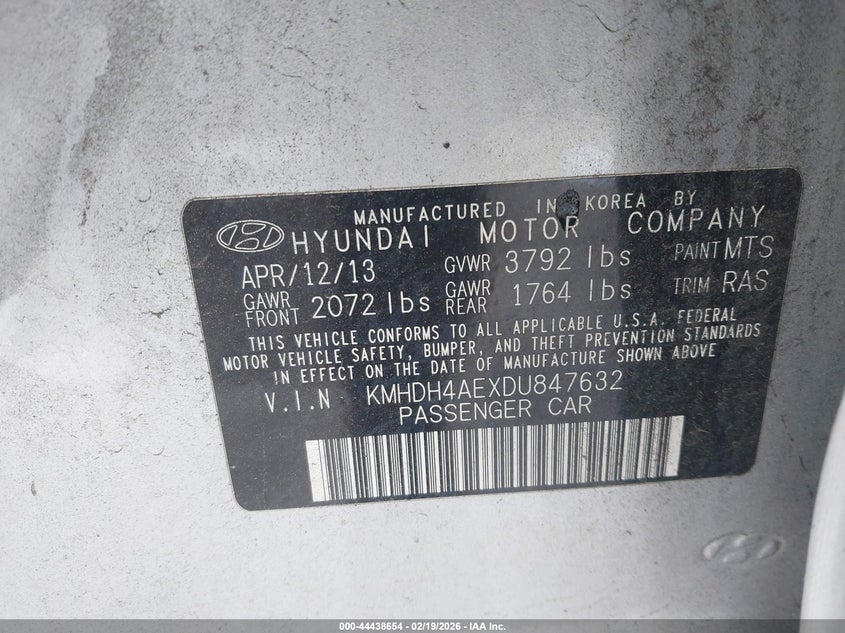 MANUFACTURED IN KOREA BY
HYUNDAI MOTOR COMPANY
APR/12/13 GVWR 3792 lbs PAINT MTS
GAWR FRONT 2072 lbs GAWR REAR 1764 lbs TRIM RAS
THIS VEHICLE CONFORMS TO ALL APPLICABLE U.S.A. FEDERAL
MOTOR VEHICLE SAFETY, BUMPER, AND THEFT PREVENTION STANDARDS
IN EFFECT ON THE DATE OF MANUFACTURE SHOWN ABOVE
V.I.N KMHDH4AEXDU847632
PASSENGER CAR
000-44438654 - 02/19/2026 - IAA Inc.